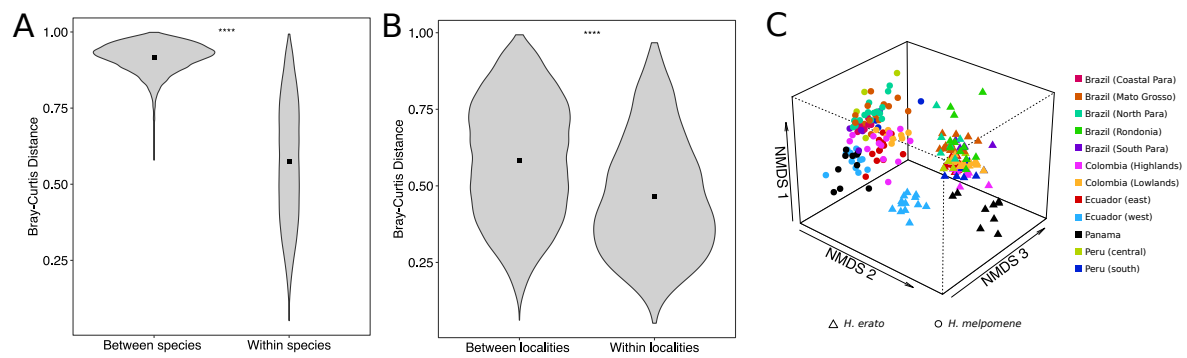 A
Bray-Curtis Distance
1.00
0.75
0.50
0.25
****
Between species
Within species
B
Bray-Curtis Distance
1.00
0.75
0.50
0.25
****
Between localities
Within localities
C
NMDS 1
NMDS 2
NMDS 3
Brazil (Coastal Para)
Brazil (Mato Grosso)
Brazil (North Para)
Brazil (Rondonia)
Brazil (South Para)
Colombia (Highlands)
Colombia (Lowlands)
Ecuador (east)
Ecuador (west)
Panama
Peru (central)
Peru (south)
H. erato
H. melpomene